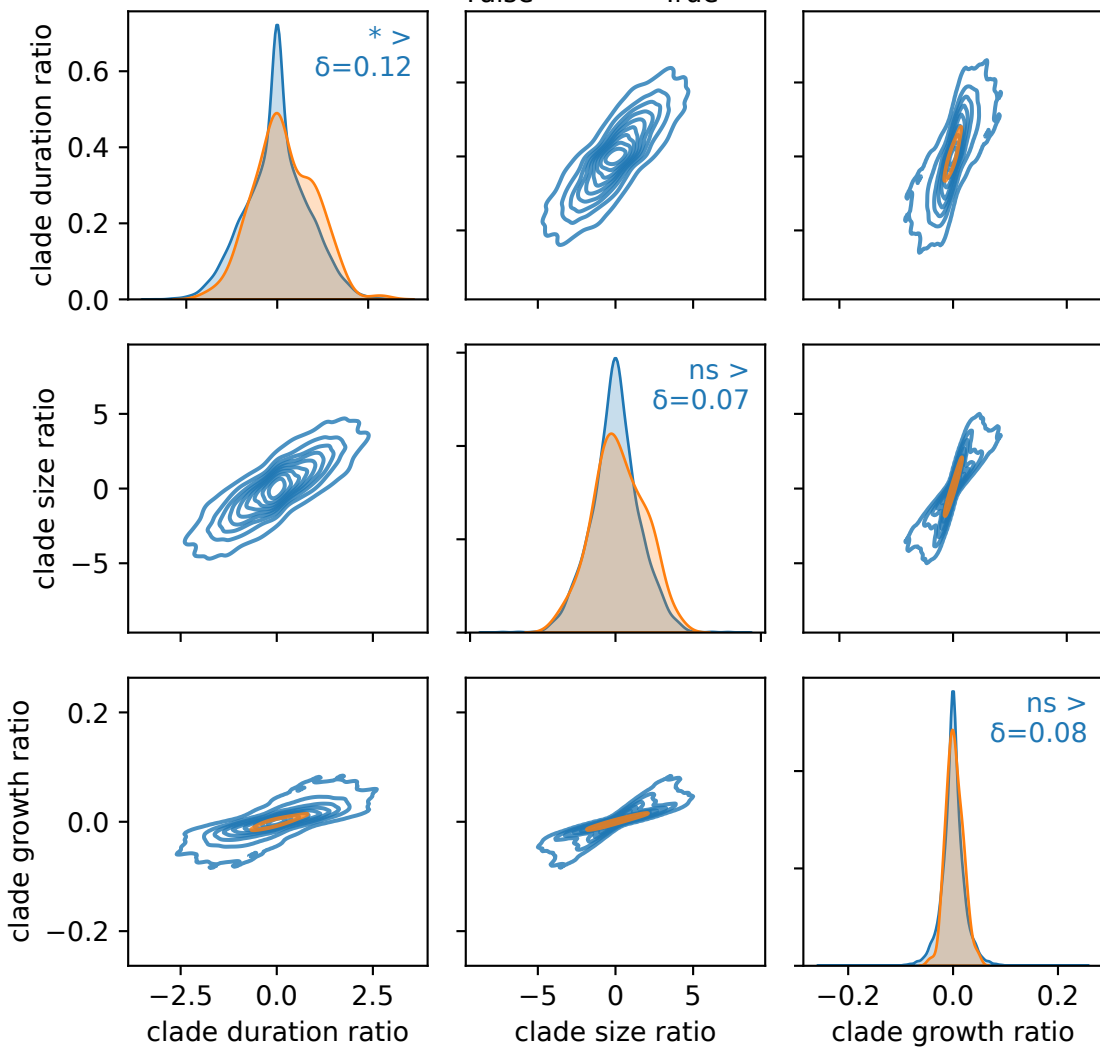 clade duration ratio
0.6
0.4
0.2
0.0
* >
δ=0.12
clade size ratio
5
0
−5
ns >
δ=0.07
clade growth ratio
0.2
0.0
−0.2
ns >
δ=0.08
−2.5 0.0 2.5
−5 0 5
−0.2 0.0 0.2
clade duration ratio
clade size ratio
clade growth ratio